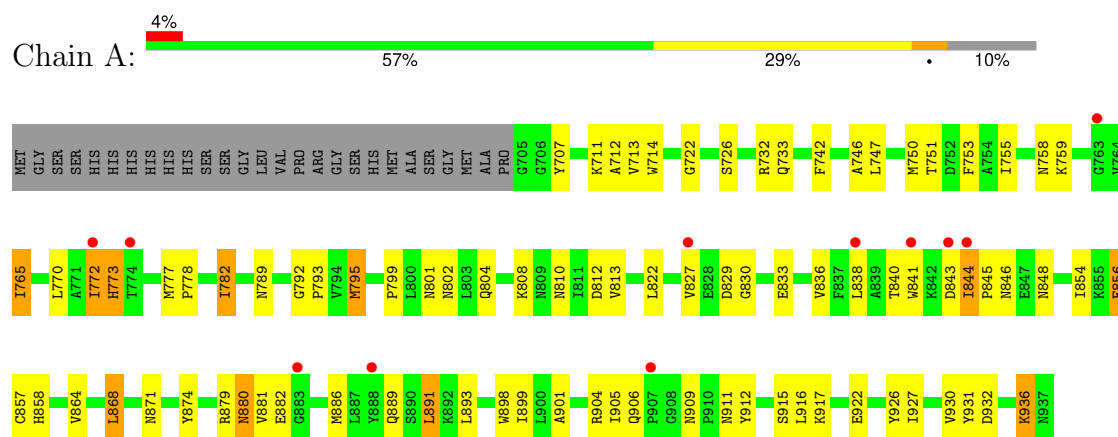 4%
Chain A:
57% 29% • 10%
MET GLY SER SER HIS HIS HIS HIS HIS HIS SER SER GLY LEU VAL PRO ARG GLY SER HIS MET ALA SER GLY MET ALA PRO G705 G706 Y707 K711 A712 V713 W714 G722 S726 R732 Q733 F742 A746 L747 M750 T751 D752 F753 A754 I755 N758 K759 G763 V764
I765 L770 A771 I772 H773 T774 M777 P778 I782 N789 G792 P793 V794 M795 P799 L800 N801 N802 L803 Q804 K808 N809 N810 I811 D812 V813 L822 V827 E828 D829 G830 E833 V836 F837 L838 A839 T840 W841 K842 D843 I844 P845 N846 E847 N848 I854 K855
C857 H858 V864 L868 N871 Y874 R879 N880 V881 E882 G883 M886 L887 Y888 Q889 S890 L891 K892 L893 W898 I899 L900 A901 R904 I905 Q906 P907 G908 N909 P910 N911 Y912 S915 L916 K917 E922 Y926 I927 V930 Y931 D932 K936 N937